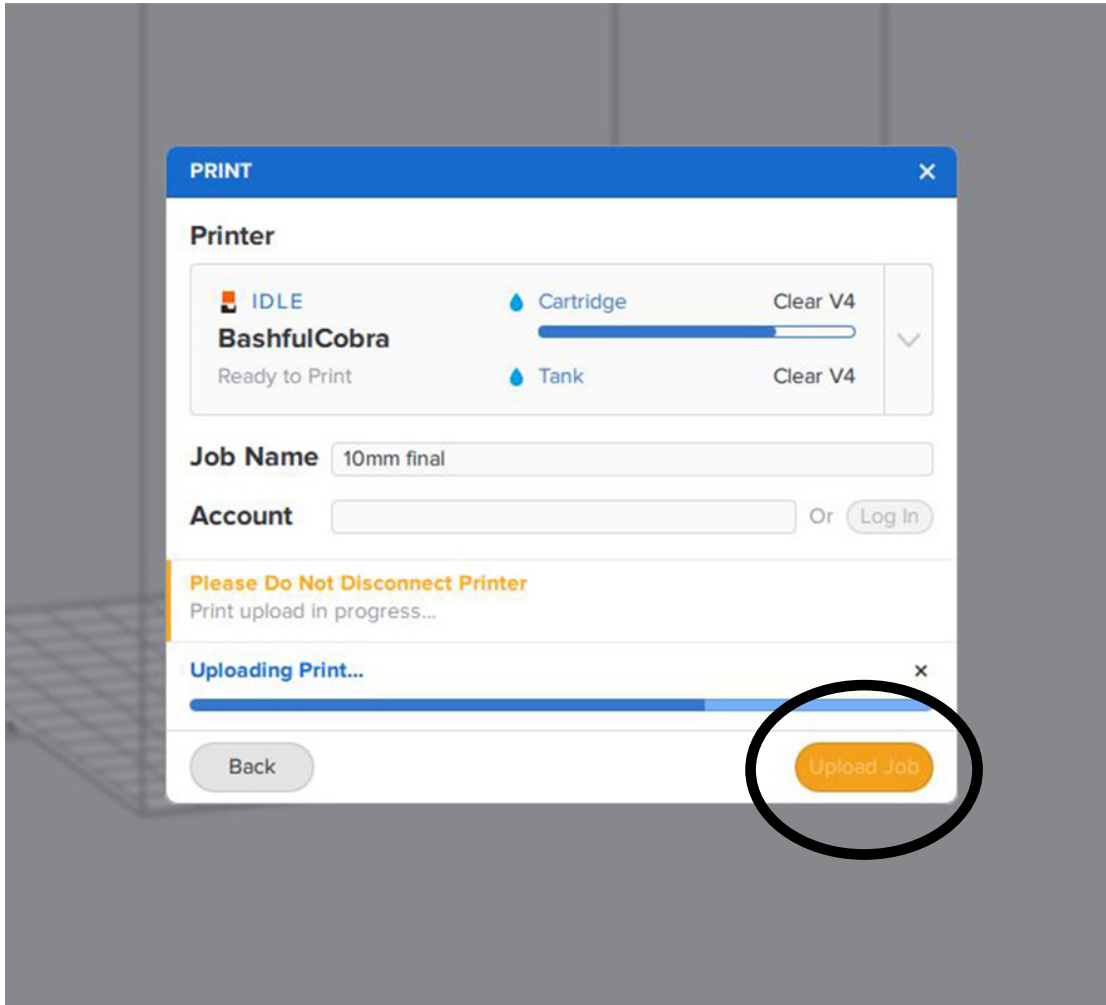 PRINT
Printer
IDLE
BashfulCobra
Ready to Print
Cartridge Clear V4
Tank Clear V4
Job Name 10mm final
Account Or Log In
Please Do Not Disconnect Printer
Print upload in progress...
Uploading Print...
Back Upload Job